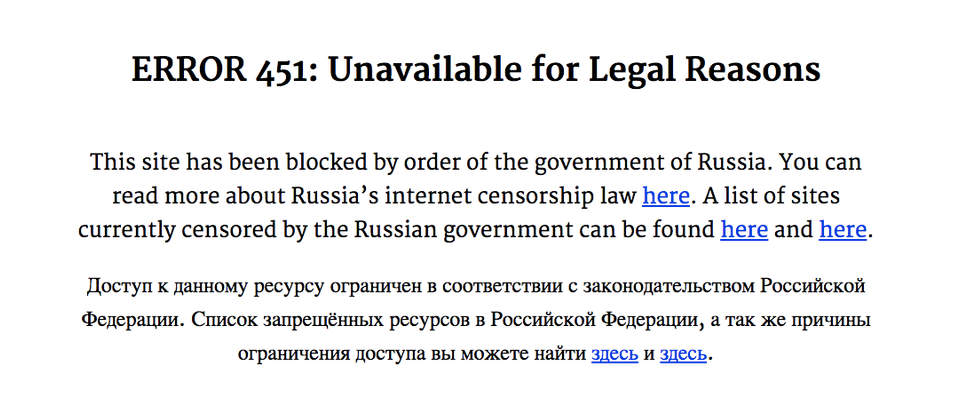 ERROR 451: Unavailable for Legal Reasons
This site has been blocked by order of the government of Russia. You can
read more about Russia’s internet censorship law here. A list of sites
currently censored by the Russian government can be found here and here.
Доступ к данному ресурсу ограничен в соответствии с законодательством Российской
Федерации. Список запрещённых ресурсов в Российской Федерации, а так же причины
ограничения доступа вы можете найти здесь и здесь.